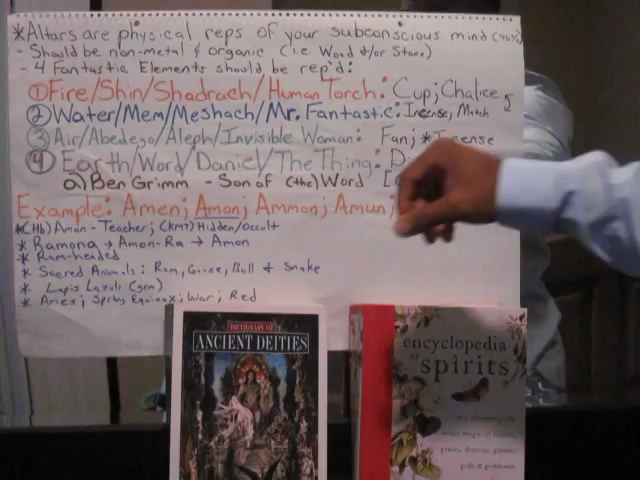 *Altars are physical reps of your subconscious mind (90%)
- Should be non-metal & organic (i.e. Wood &/or Stone)
- 4 Fantastic Elements should be rep'd:
① Fire/Shin/Shadrach/Human Torch: Cup; Chalice
② Water/Mem/Meshach/Mr. Fantastic: Incense, Match
③ Air/Abedego/Aleph/Invisible Woman: Fan; *Incense
④ Earth/Word/Daniel/The Thing:
a) Ben Grimm - Son of (the) Word
Example: Amen; Amon; Ammon; Amun;
*(Hb) Amon - Teacher; (KMT) Hidden/Occult
* Ramona → Amon-Ra → Amon
* Ram-headed
* Sacred Animals: Ram, Goose, Bull & Snake
* Lapis Lazuli (gem)
* Aries; Spring Equinox; War; Red
DICTIONARY OF
ANCIENT DEITIES
encyclopedia
of spirits